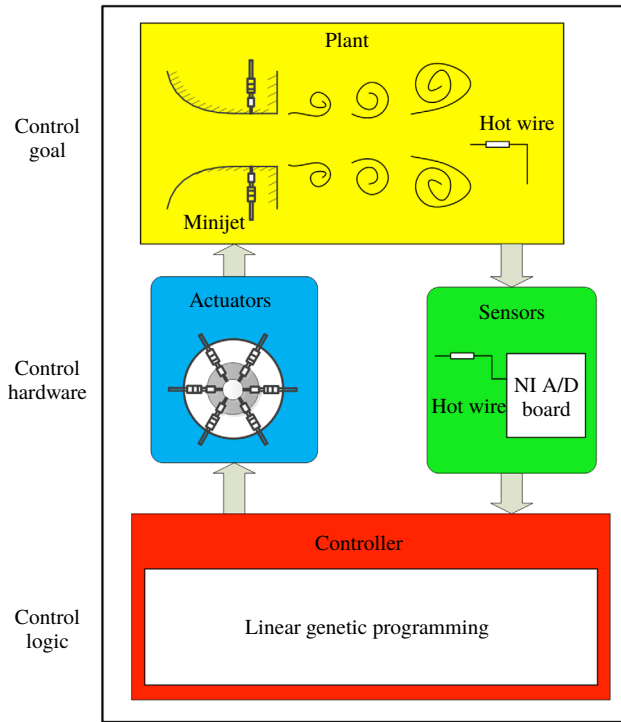 Plant
Control
goal
Hot wire
Minijet
Actuators
Sensors
Control
hardware
NI A/D
board
Hot wire
Controller
Linear genetic programming
Control
logic